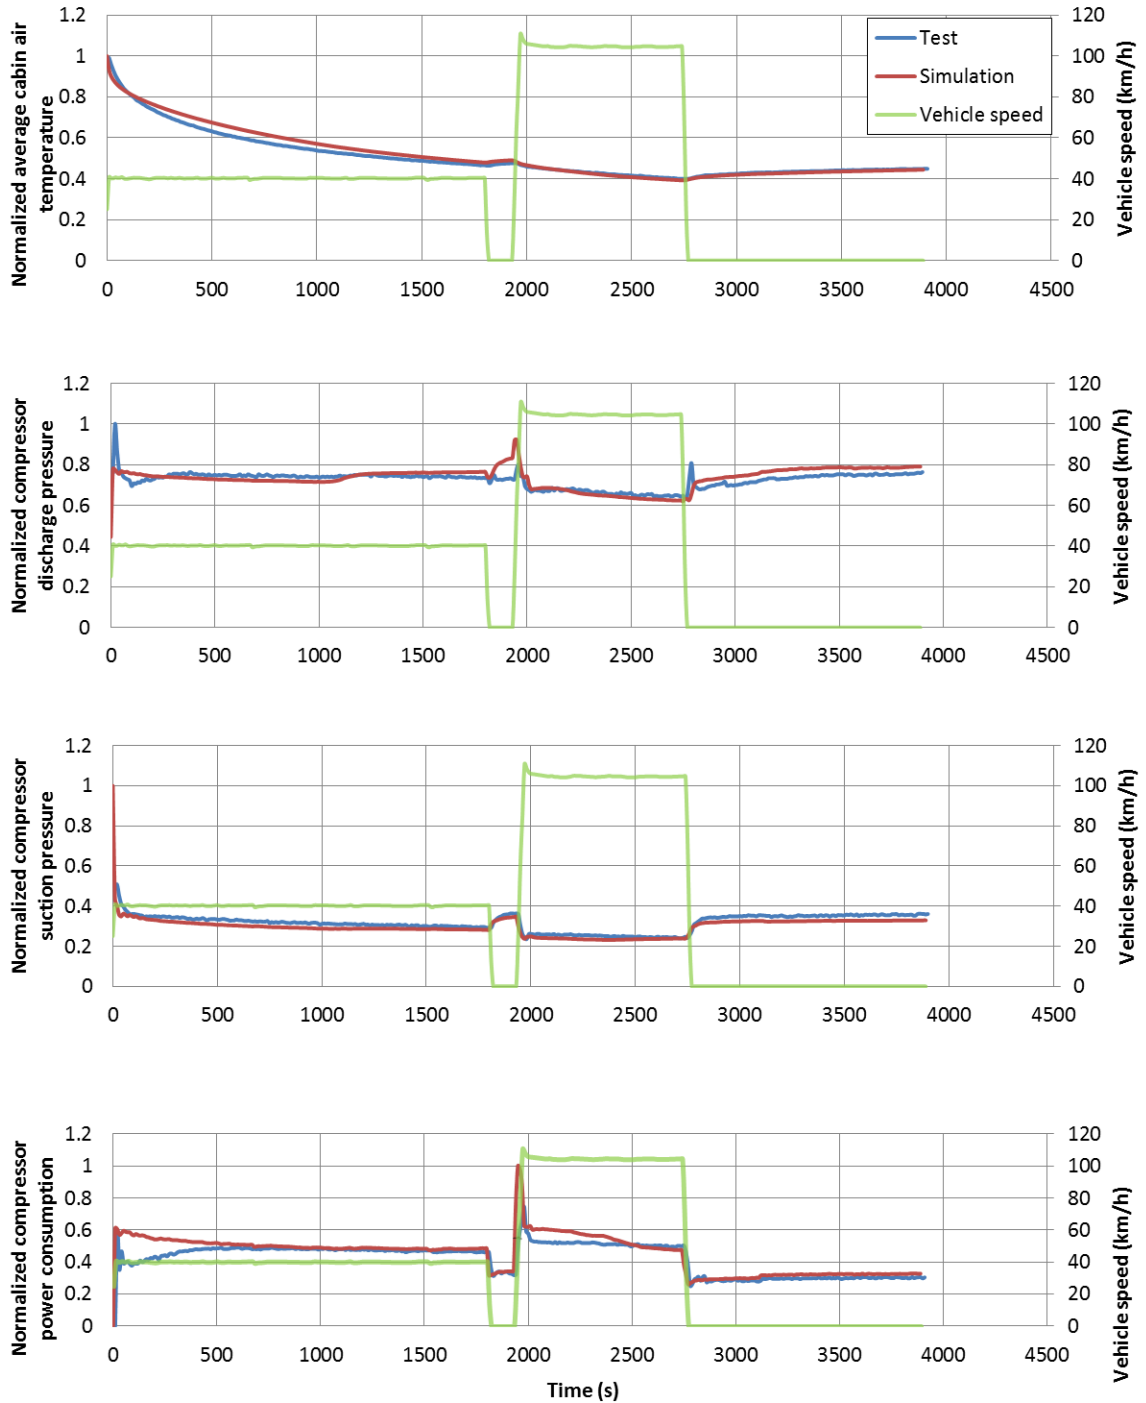 Normalized average cabin air
temperature
1.2
1
0.8
0.6
0.4
0.2
0
120
100
80
60
40
20
0
Vehicle speed (km/h)
Test
Simulation
Vehicle speed
0 500 1000 1500 2000 2500 3000 3500 4000 4500
Normalized compressor
discharge pressure
1.2
1
0.8
0.6
0.4
0.2
0
120
100
80
60
40
20
0
Vehicle speed (km/h)
0 500 1000 1500 2000 2500 3000 3500 4000 4500
Normalized compressor
suction pressure
1.2
1
0.8
0.6
0.4
0.2
0
120
100
80
60
40
20
0
Vehicle speed (km/h)
0 500 1000 1500 2000 2500 3000 3500 4000 4500
Normalized compressor
power consumption
1.2
1
0.8
0.6
0.4
0.2
0
120
100
80
60
40
20
0
Vehicle speed (km/h)
0 500 1000 1500 2000 2500 3000 3500 4000 4500
Time (s)